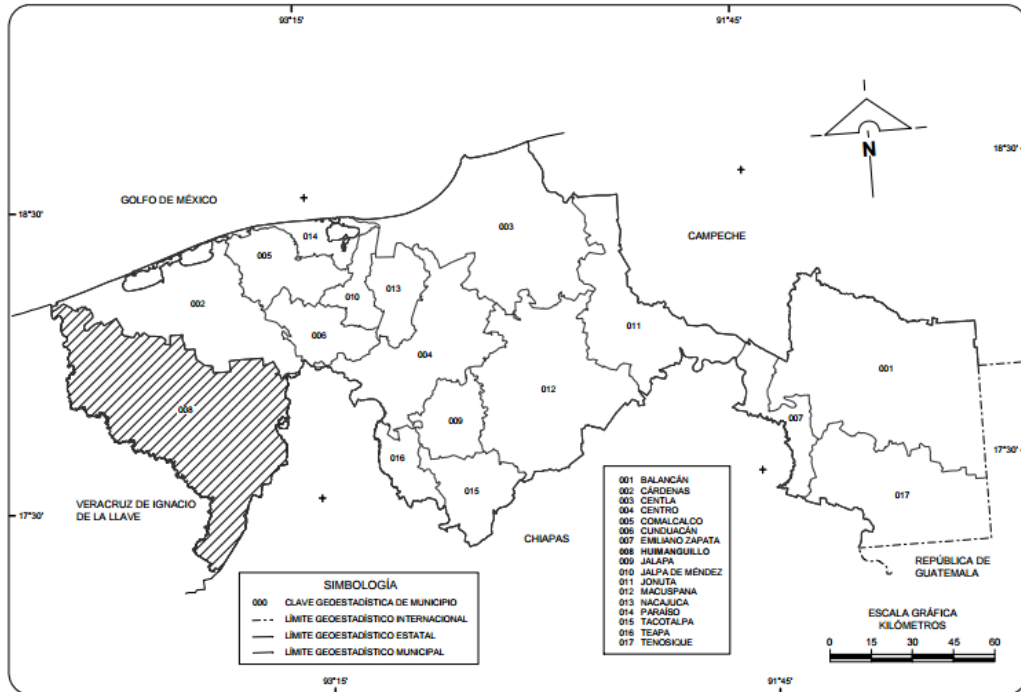 93°15'
91°45'
18°30'
N
GOLFO DE MÉXICO
18°30'
003
CAMPECHE
014
005
010
013
002
011
006
004
001
012
008
009
007
17°30'
016
015
017
17°30'
VERACRUZ DE IGNACIO
DE LA LLAVE
CHIAPAS
REPÚBLICA DE
GUATEMALA
001 BALANCÁN
002 CÁRDENAS
003 CENTLA
004 CENTRO
005 COMALCALCO
006 CUNDUACÁN
007 EMILIANO ZAPATA
008 HUIMANGUILLO
009 JALAPA
010 JALPA DE MÉNDEZ
011 JONUTA
012 MACUSPANA
013 NACAJUCA
014 PARAÍSO
015 TACOTALPA
016 TEAPA
017 TENOSIQUE
SIMBOLOGÍA
000 CLAVE GEOESTADÍSTICA DE MUNICIPIO
LÍMITE GEOESTADÍSTICO INTERNACIONAL
LÍMITE GEOESTADÍSTICO ESTATAL
LÍMITE GEOESTADÍSTICO MUNICIPAL
ESCALA GRÁFICA
KILÓMETROS
0 15 30 45 60
93°15'
91°45'